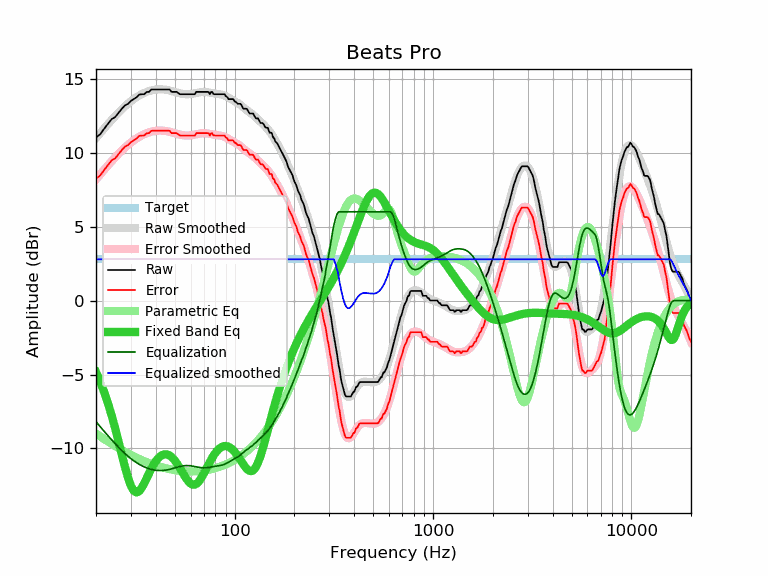 Beats Pro
15
10
5
0
−5
−10
Amplitude (dBr)
Target
Raw Smoothed
Error Smoothed
Raw
Error
Parametric Eq
Fixed Band Eq
Equalization
Equalized smoothed
100
1000
10000
Frequency (Hz)